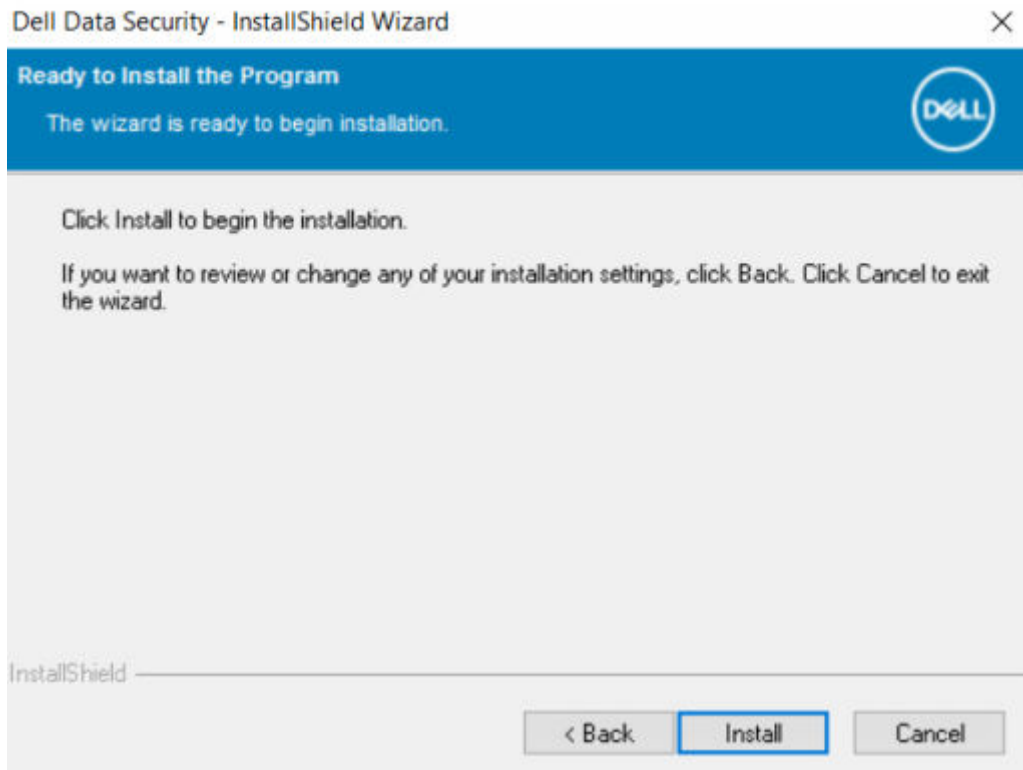 Dell Data Security - InstallShield Wizard
Ready to Install the Program
The wizard is ready to begin installation.
DELL
Click Install to begin the installation.
If you want to review or change any of your installation settings, click Back. Click Cancel to exit
the wizard.
InstallShield
< Back
Install
Cancel